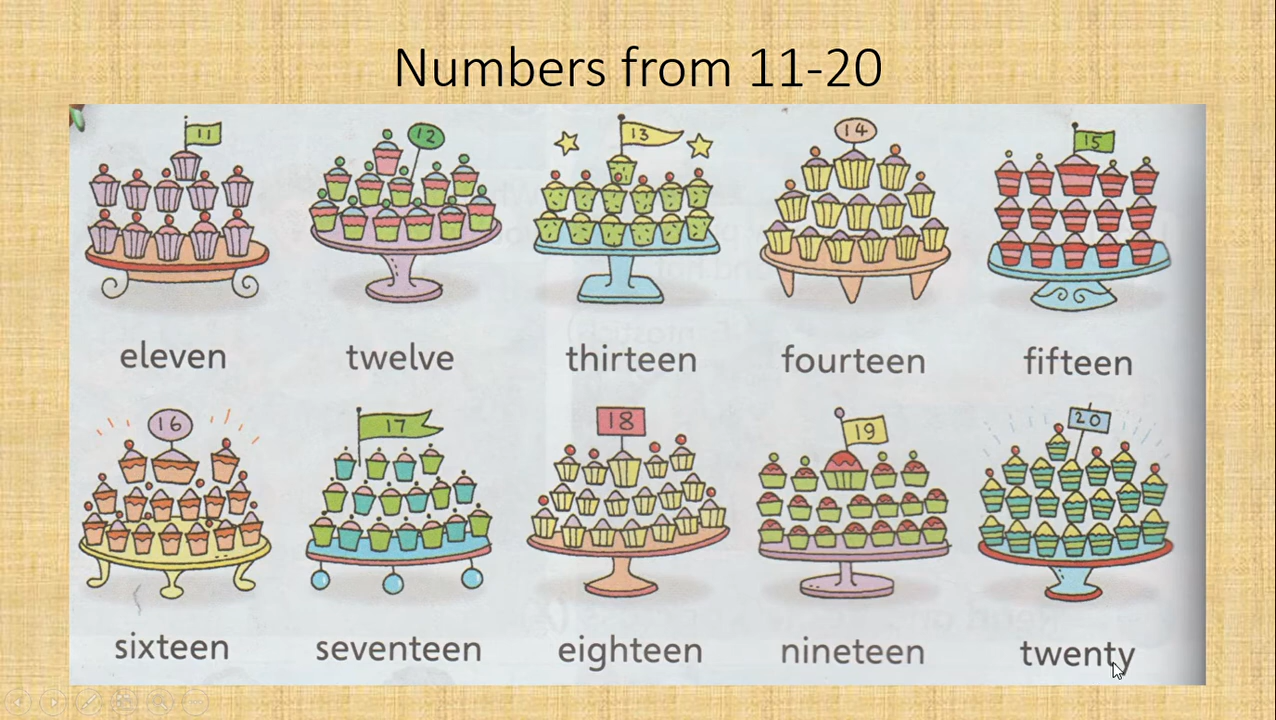 Numbers from 11-20
11 12 13 14 15
eleven twelve thirteen fourteen fifteen
16 17 18 19 20
sixteen seventeen eighteen nineteen twenty